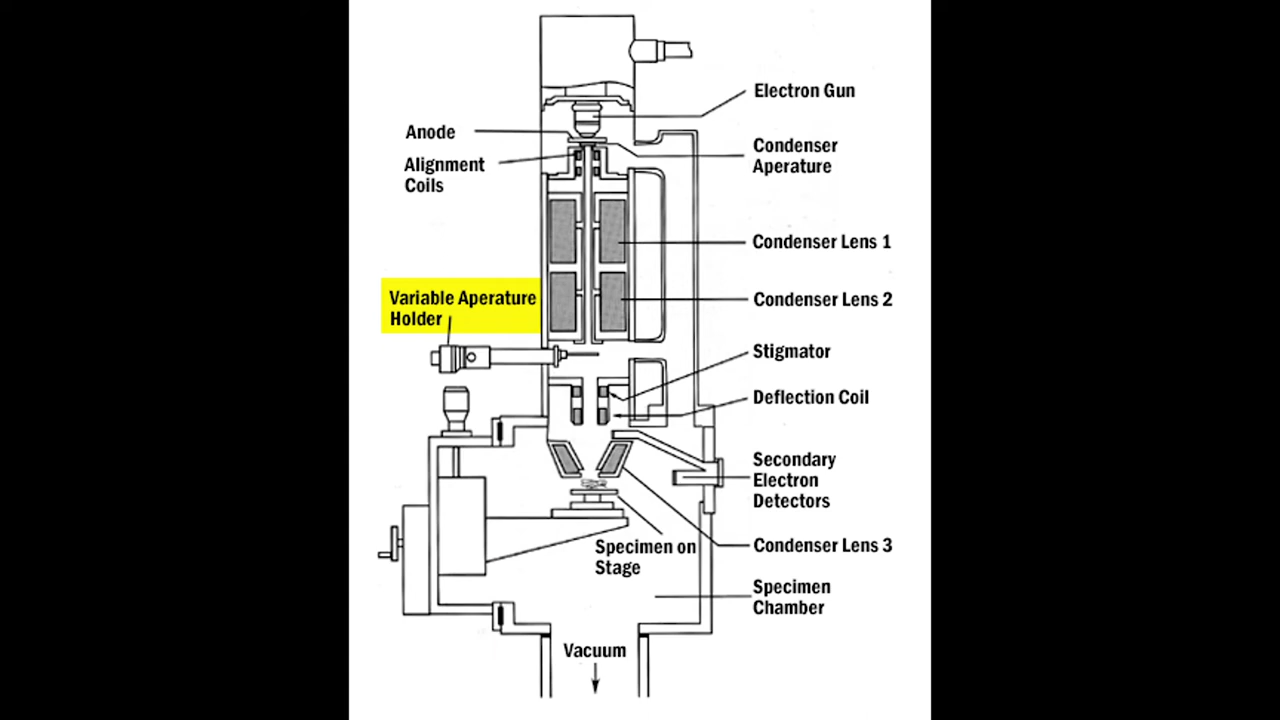 Electron Gun
Anode
Condenser
Aperature
Alignment
Coils
Condenser Lens 1
Variable Aperature
Holder
Condenser Lens 2
Stigmator
Deflection Coil
Secondary
Electron
Detectors
Specimen on
Stage
Condenser Lens 3
Specimen
Chamber
Vacuum